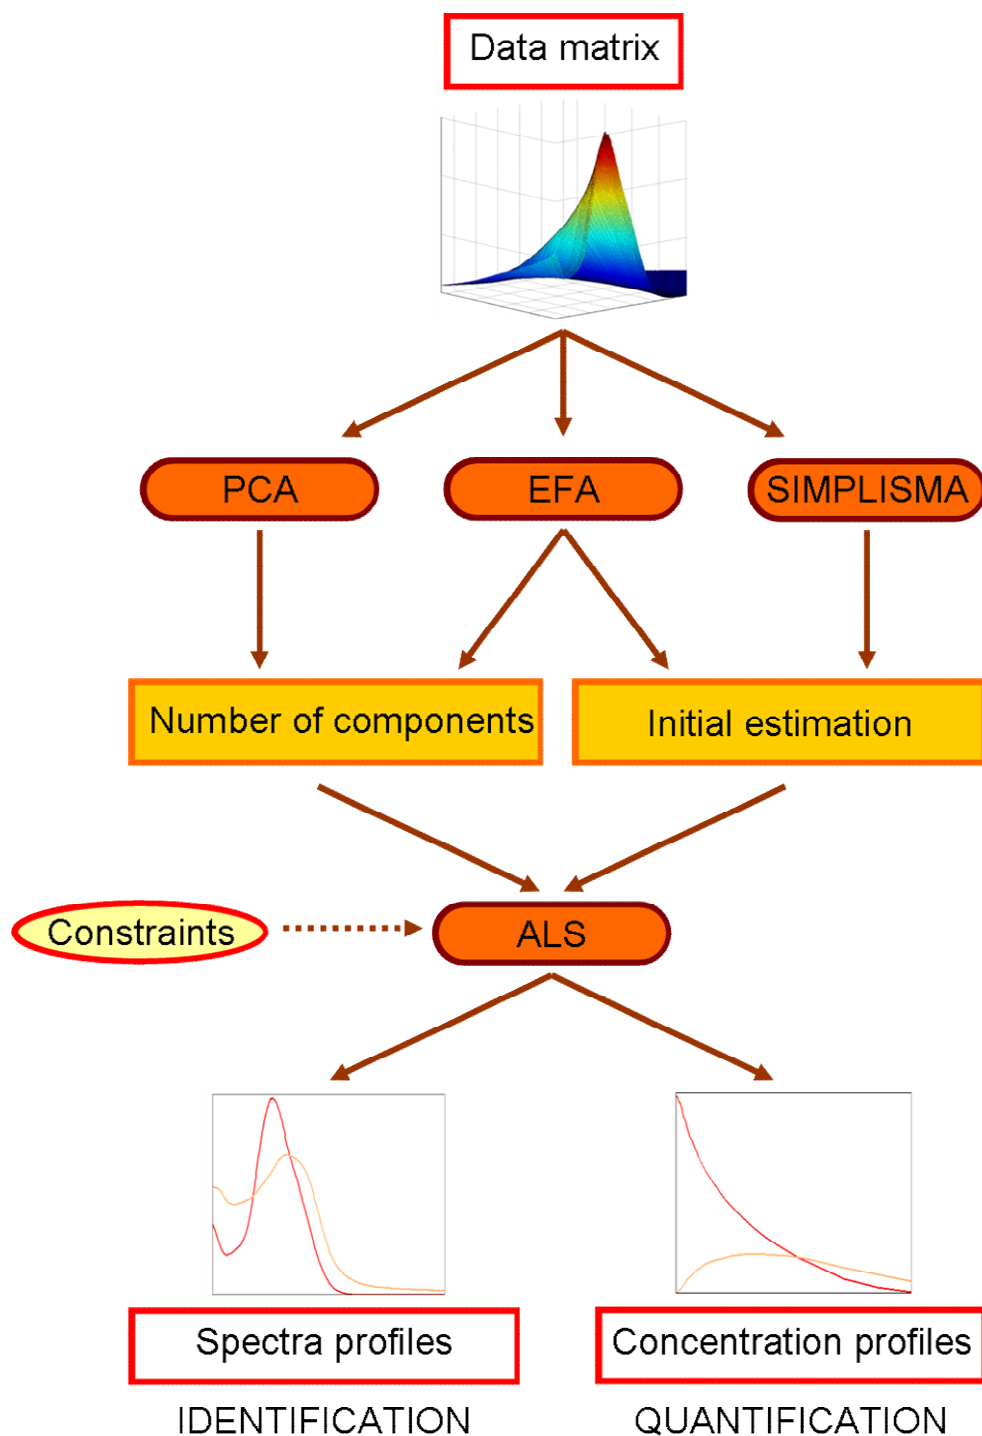 Data matrix
PCA
EFA
SIMPLISMA
Number of components
Initial estimation
Constraints
ALS
Spectra profiles
Concentration profiles
IDENTIFICATION
QUANTIFICATION